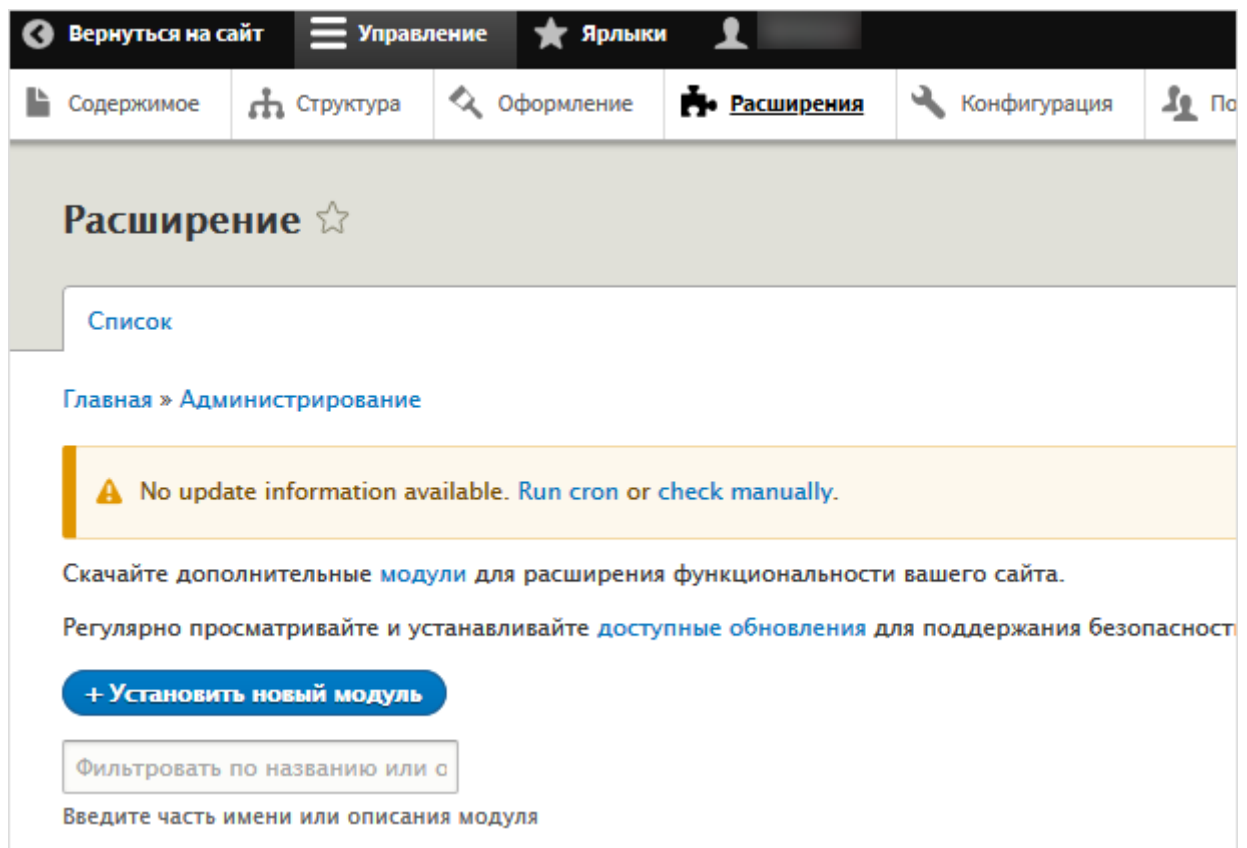 Вернуться на сайт Управление Ярлыки
Содержимое Структура Оформление Расширения Конфигурация По
Расширение
Список
Главная » Администрирование
No update information available. Run cron or check manually.
Скачайте дополнительные модули для расширения функциональности вашего сайта.
Регулярно просматривайте и устанавливайте доступные обновления для поддержания безопасност
+ Установить новый модуль
Фильтровать по названию или о
Введите часть имени или описания модуля